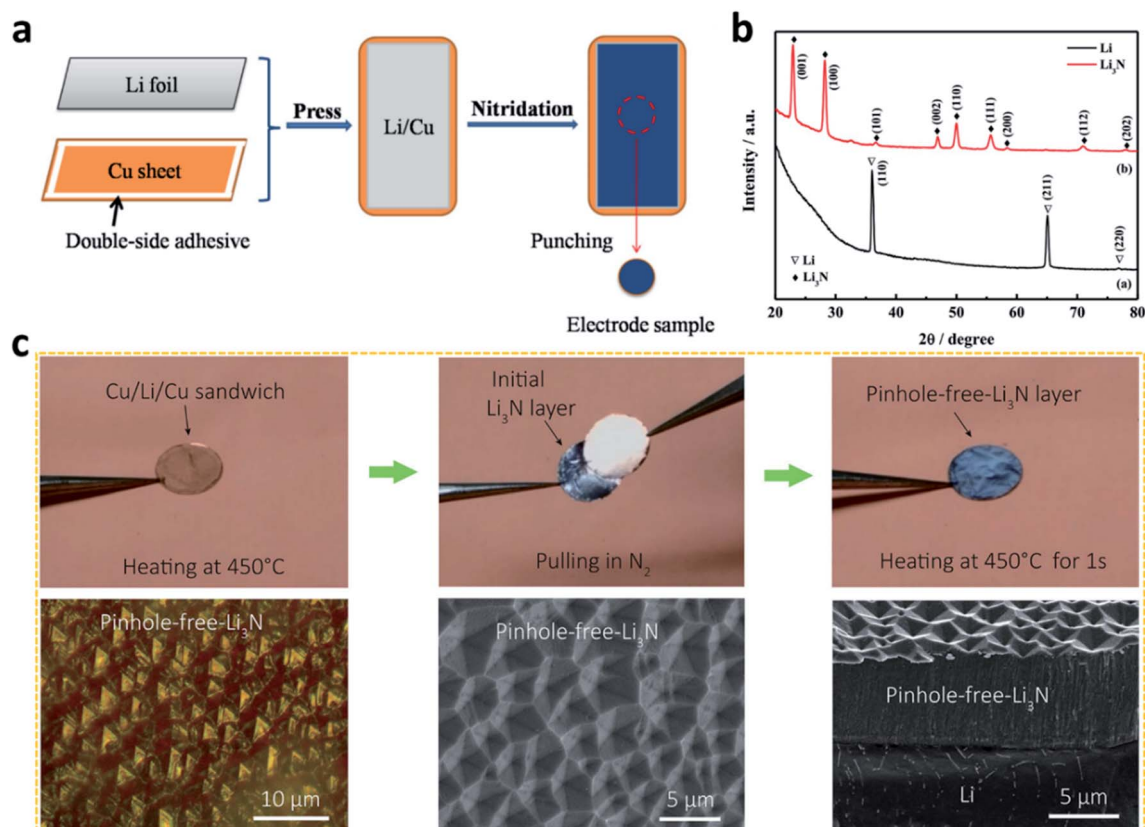 a
Li foil
Cu sheet
Double-side adhesive
Press
Li/Cu
Nitridation
Punching
Electrode sample
b
Intensity / a.u.
2θ / degree
20 30 40 50 60 70 80
Li
Li₃N
(001)
(100)
(101)
(002)
(110)
(111)
(200)
(112)
(202)
(b)
(110)
(211)
(220)
(a)
▽ Li
♦ Li₃N
c
Cu/Li/Cu sandwich
Heating at 450°C
Initial
Li₃N layer
Pulling in N₂
Pinhole-free-Li₃N layer
Heating at 450°C for 1s
Pinhole-free-Li₃N
10 μm
Pinhole-free-Li₃N
5 μm
Pinhole-free-Li₃N
Li
5 μm